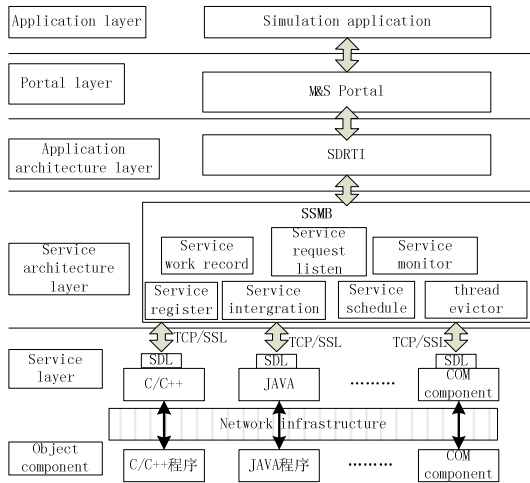 Application layer
Simulation application
Portal layer
M&S Portal
Application
architecture layer
SDRTI
SSMB
Service
architecture
layer
Service
work record
Service
request
listen
Service
monitor
Service
register
Service
intergration
Service
schedule
thread
evictor
TCP/SSL
TCP/SSL
TCP/SSL
Service
layer
SDL
SDL
SDL
C/C++
JAVA
·········
COM
component
Network infrastructure
Object
component
C/C++程序
JAVA程序
·········
COM
component